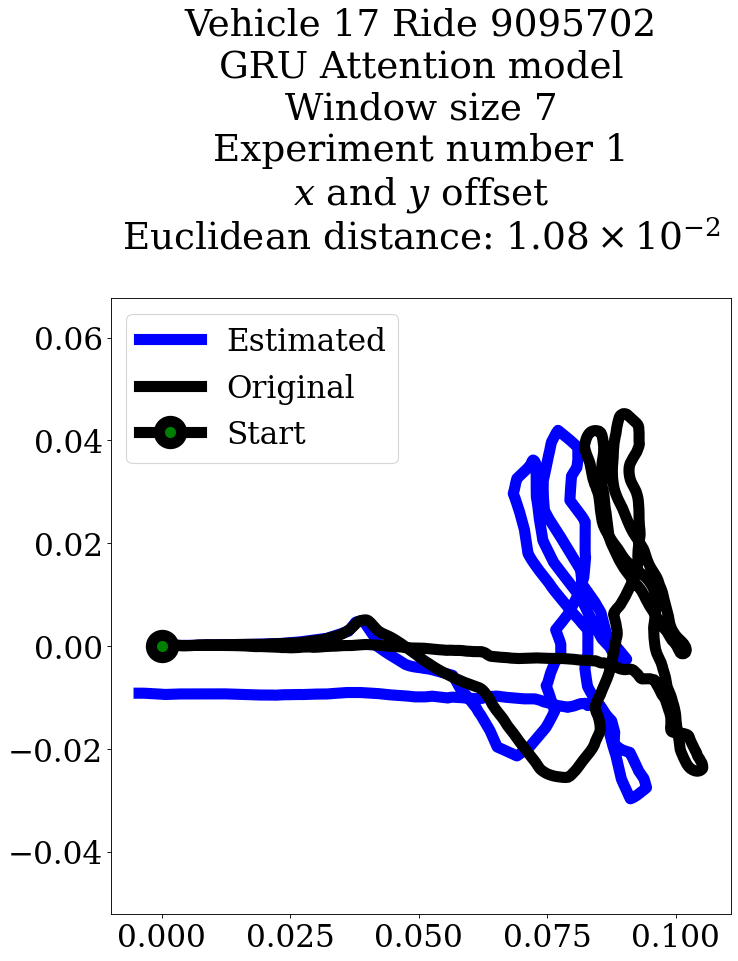 Vehicle 17 Ride 9095702
GRU Attention model
Window size 7
Experiment number 1
x and y offset
Euclidean distance: 1.08 × 10⁻²
Estimated
Original
Start
0.06
0.04
0.02
0.00
−0.02
−0.04
0.000 0.025 0.050 0.075 0.100